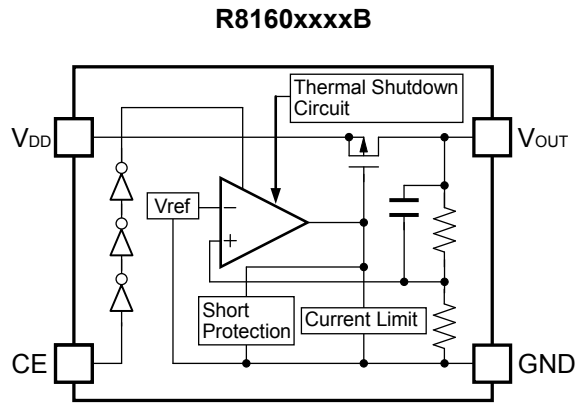 R8160xxxxB
Thermal Shutdown
Circuit
VDD
VOUT
Vref
−
+
Short
Protection
Current Limit
CE
GND